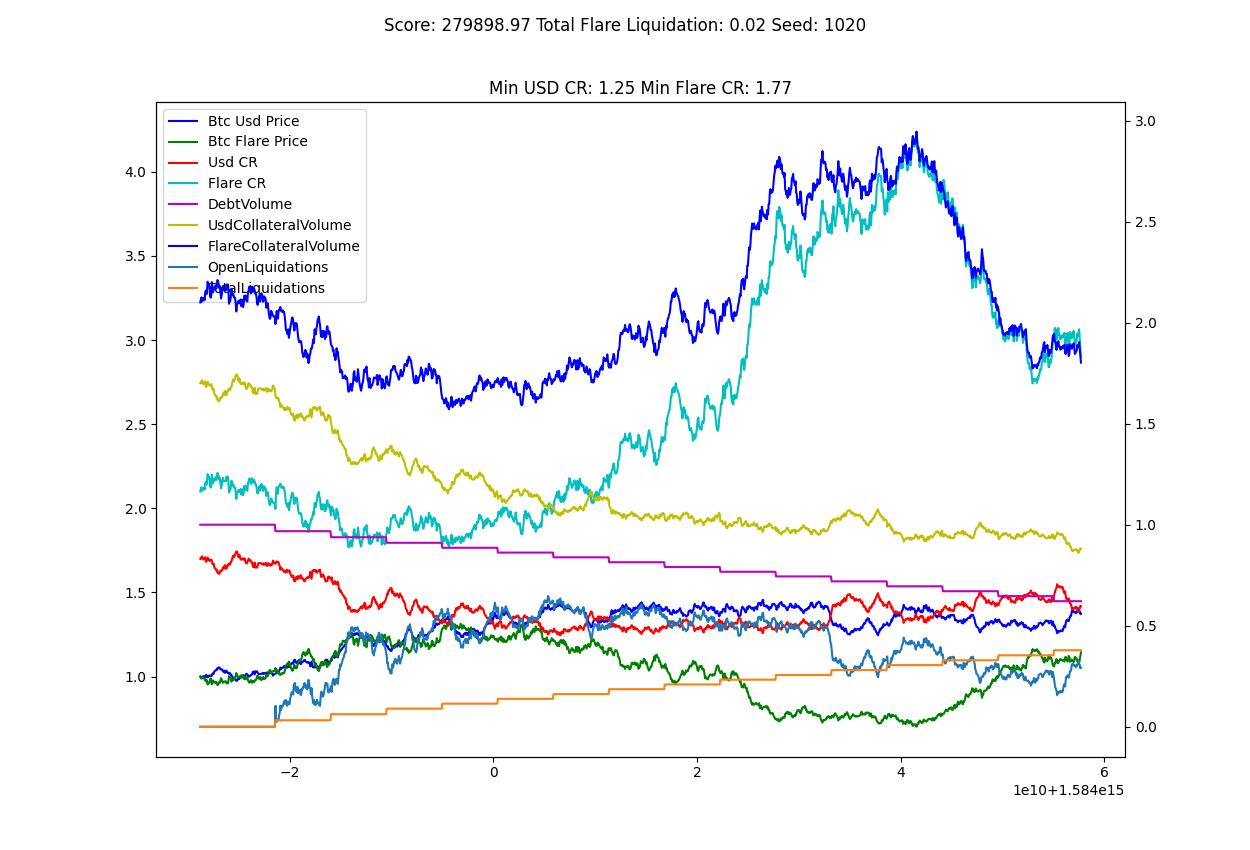 Score: 279898.97 Total Flare Liquidation: 0.02 Seed: 1020
Min USD CR: 1.25 Min Flare CR: 1.77
Btc Usd Price
Btc Flare Price
Usd CR
Flare CR
DebtVolume
UsdCollateralVolume
FlareCollateralVolume
OpenLiquidations
TotalLiquidations
4.0
3.5
3.0
2.5
2.0
1.5
1.0
3.0
2.5
2.0
1.5
1.0
0.5
0.0
−2
0
2
4
6
1e10+1.584e15